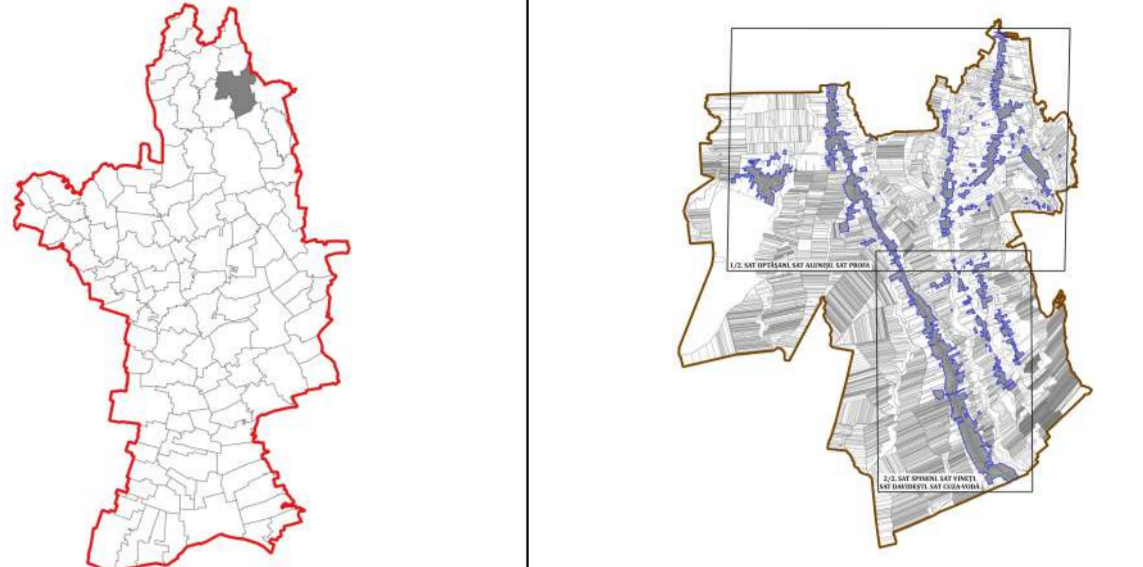 1/2. SAT OPTĂȘANI, SAT ALUNIȘU, SAT PROFA
2/2. SAT SPINENI, SAT VINEȚI,
SAT DAVIDEȘTI, SAT CUZA-VODĂ